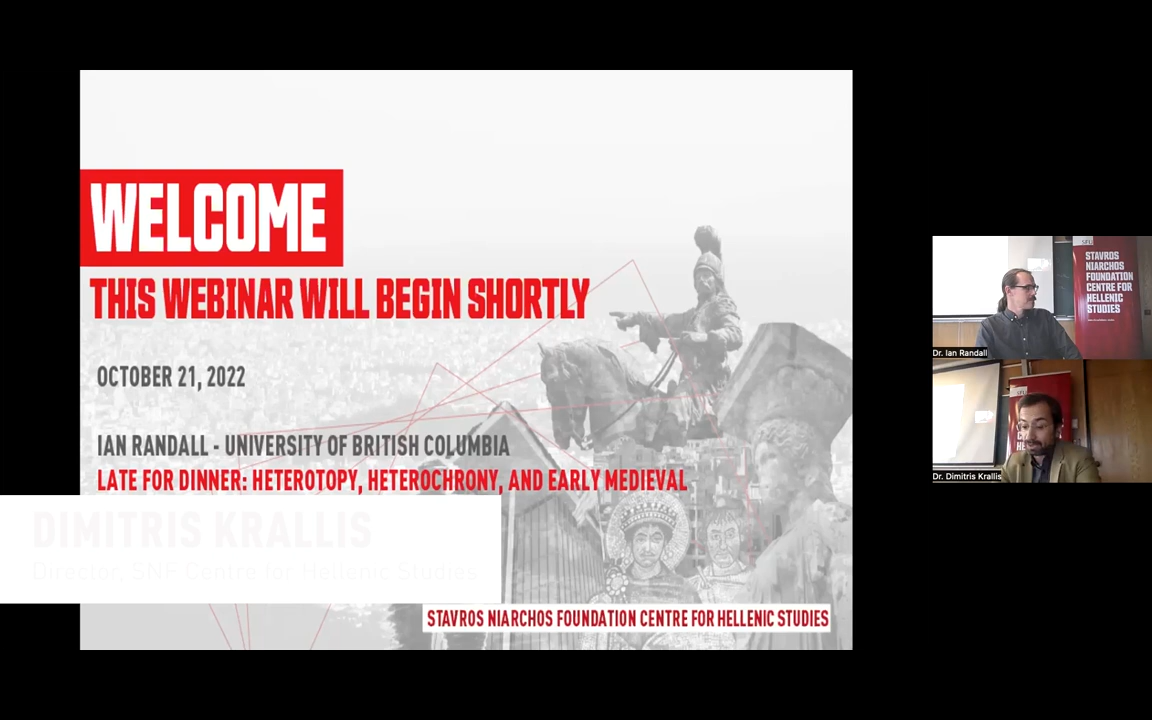 WELCOME
THIS WEBINAR WILL BEGIN SHORTLY
OCTOBER 21, 2022
IAN RANDALL - UNIVERSITY OF BRITISH COLUMBIA
LATE FOR DINNER: HETEROTOPY, HETEROCHRONY, AND EARLY MEDIEVAL
DIMITRIS KRALLIS
Director, SNF Centre for Hellenic Studies
STAVROS NIARCHOS FOUNDATION CENTRE FOR HELLENIC STUDIES
SFU
STAVROS
NIARCHOS
FOUNDATION
CENTRE FOR
HELLENIC
STUDIES
Dr. Ian Randall
Dr. Dimitris Krallis